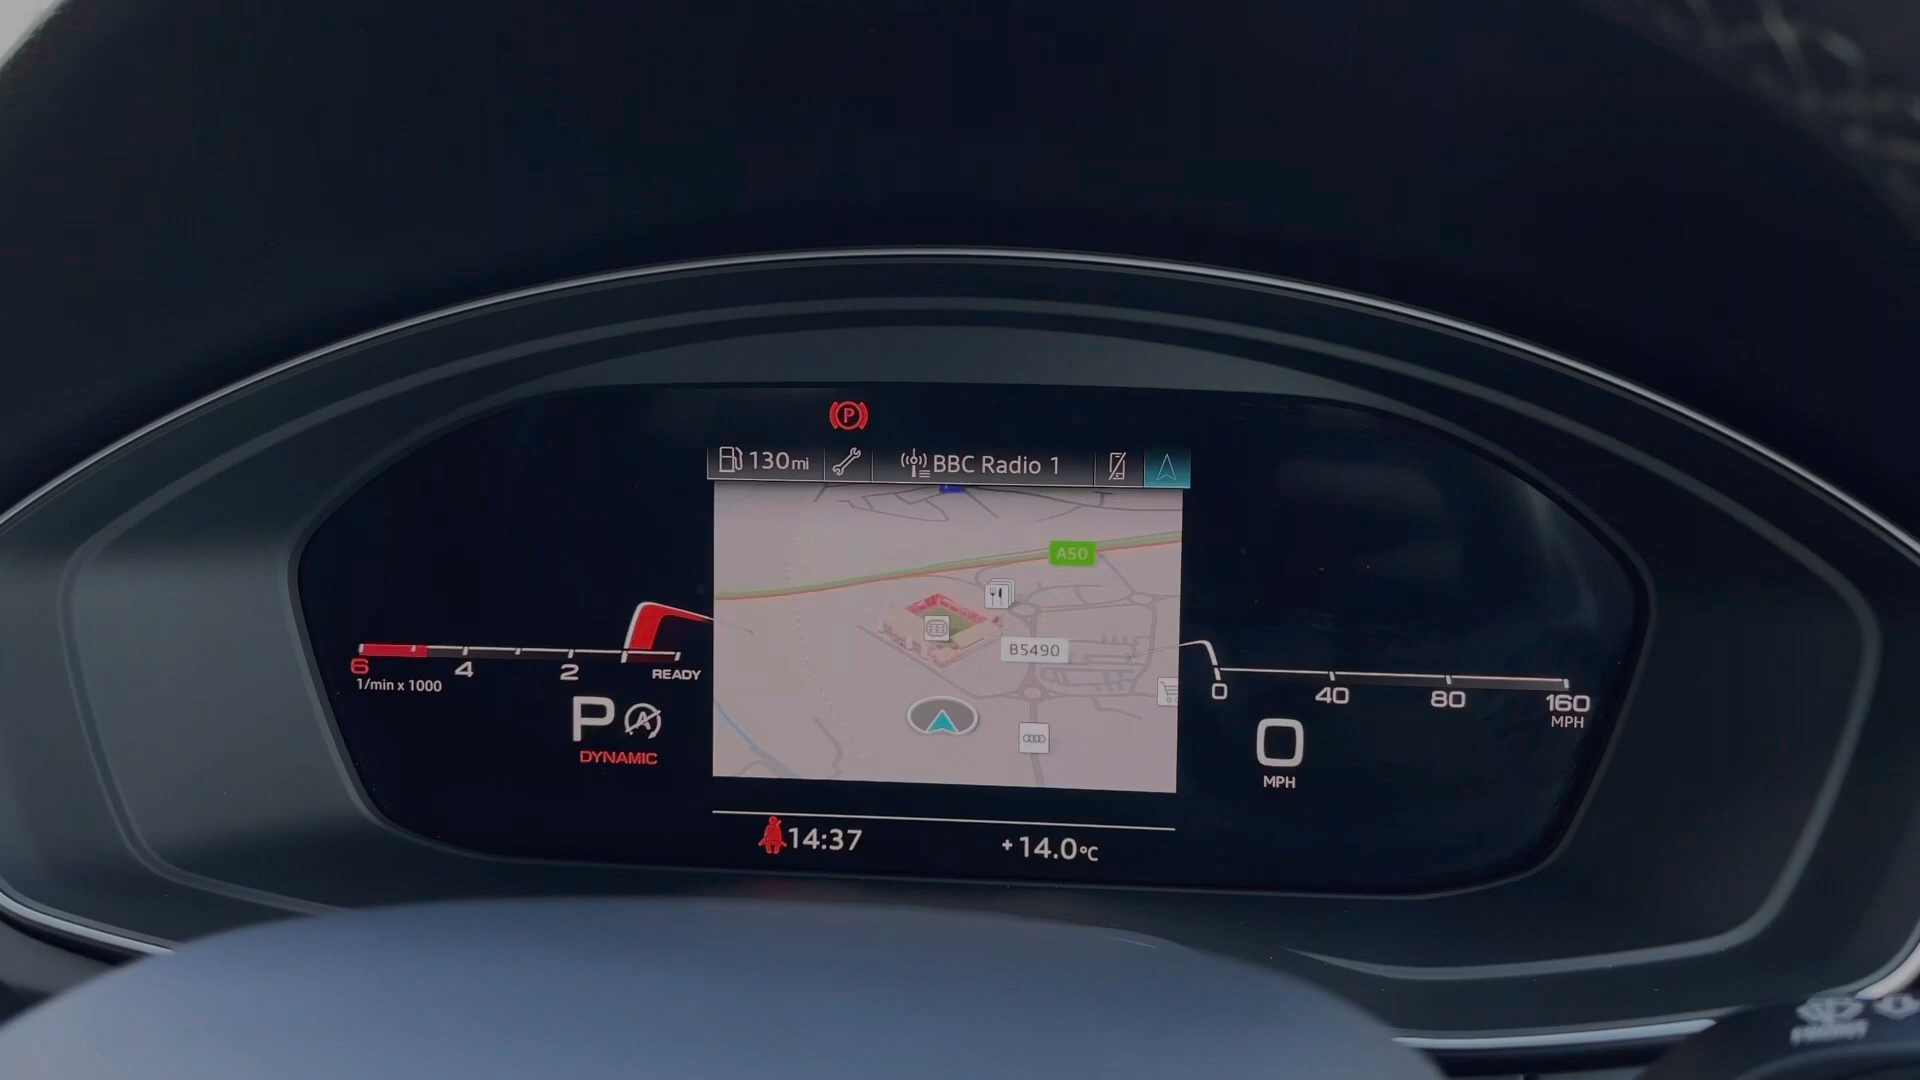 P
130mi
BBC Radio 1
A50
B5490
6 4 2 READY
1/min x 1000
P A
DYNAMIC
0 40 80 160
MPH
0
MPH
14:37
+14.0°C
FRONT